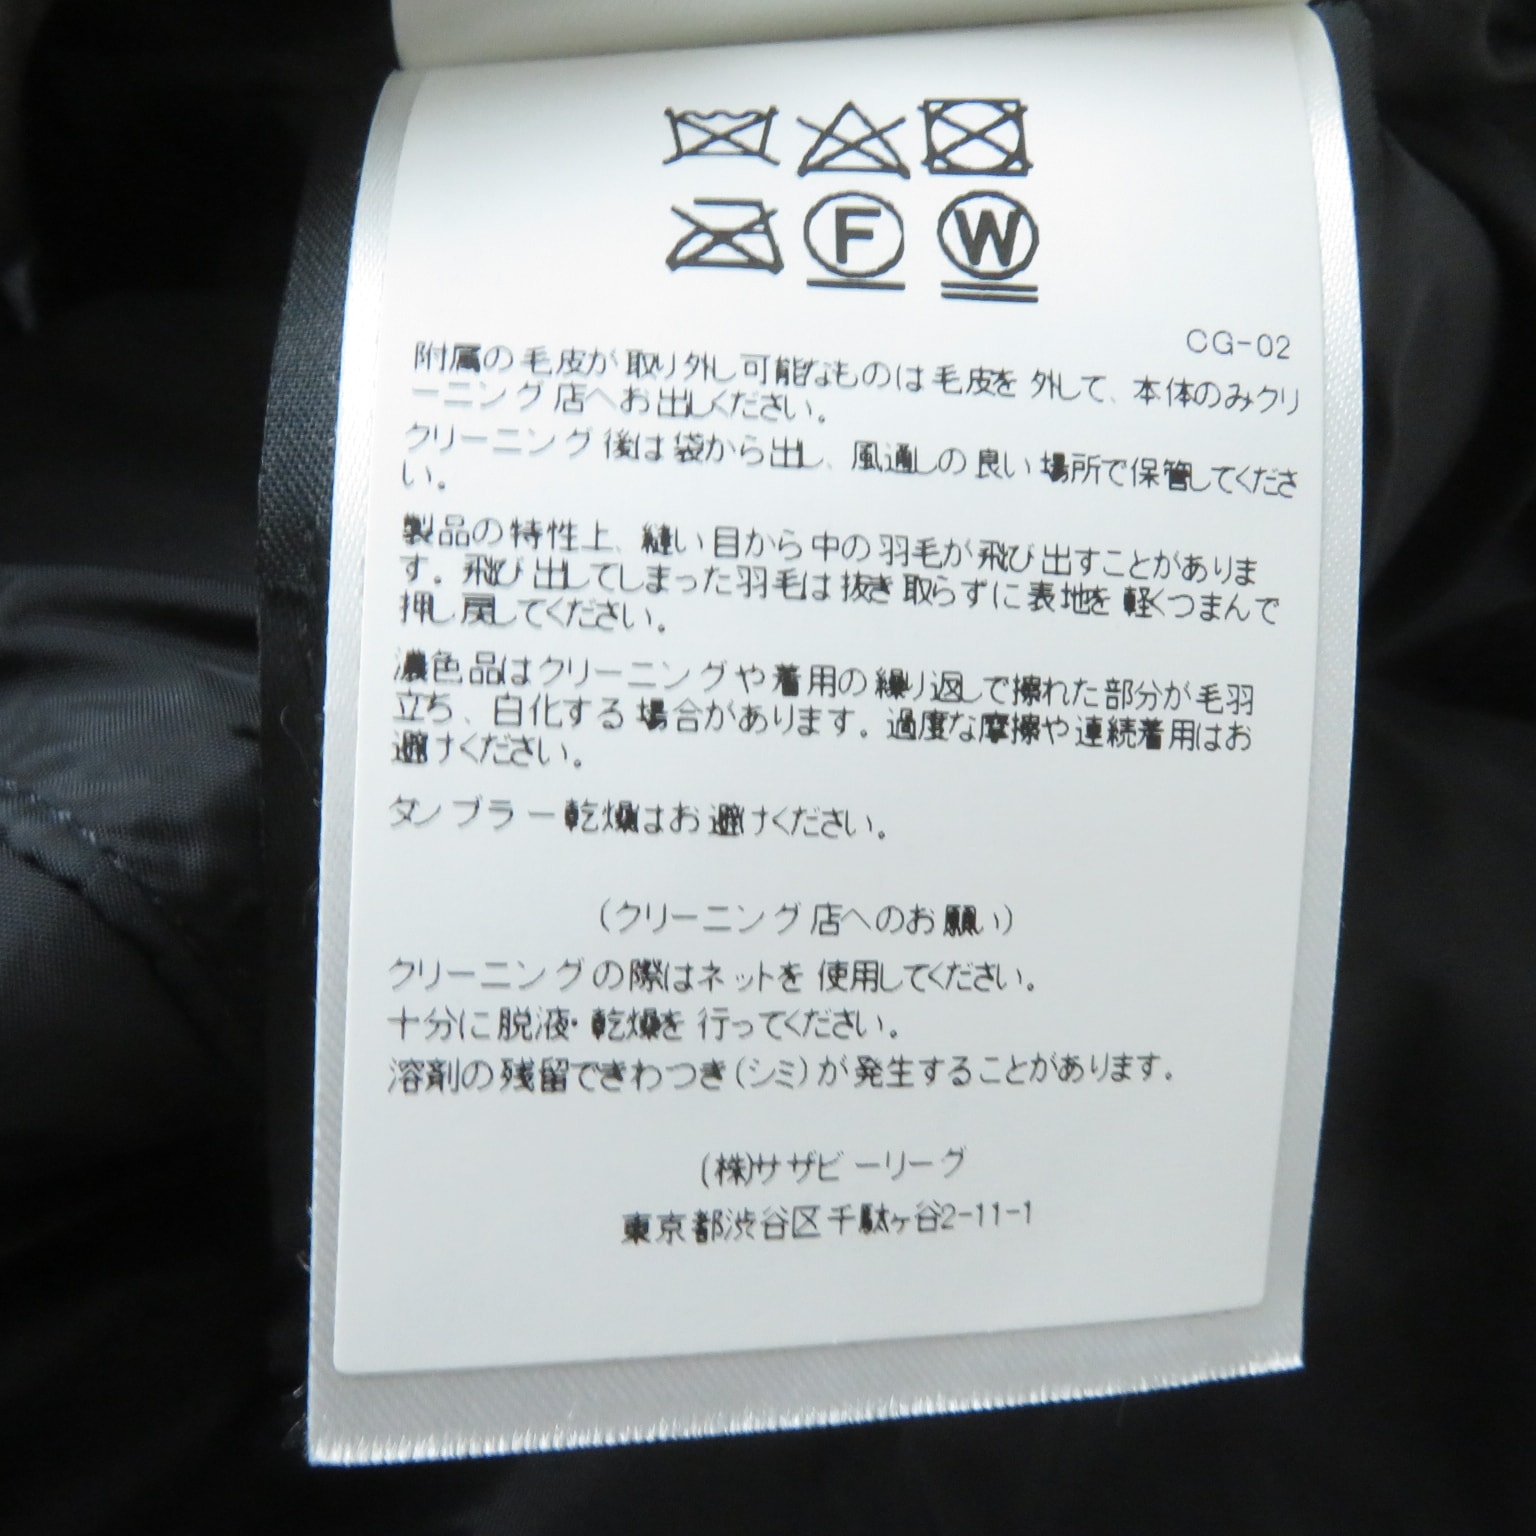 F W
CG-02
附属の毛皮が取り外し可能なものは毛皮を外して、本体のみクリ
ーニング店へお出しください。
クリーニング後は袋から出し、風通しの良い場所で保管してくださ
い。
製品の特性上、縫い目から中の羽毛が飛び出すことがありま
す。飛び出してしまった羽毛は抜き取らずに表地を軽くつまんで
押し戻してください。
濃色品はクリーニングや着用の繰り返しで擦れた部分が毛羽
立ち、白化する場合があります。過度な摩擦や連続着用はお
避けください。
タンブラー乾燥はお避けください。
(クリーニング店へのお願い)
クリーニングの際はネットを使用してください。
十分に脱液・乾燥を行ってください。
溶剤の残留できわつき(シミ)が発生することがあります。
(株)サザビーリーグ
東京都渋谷区千駄ヶ谷2-11-1